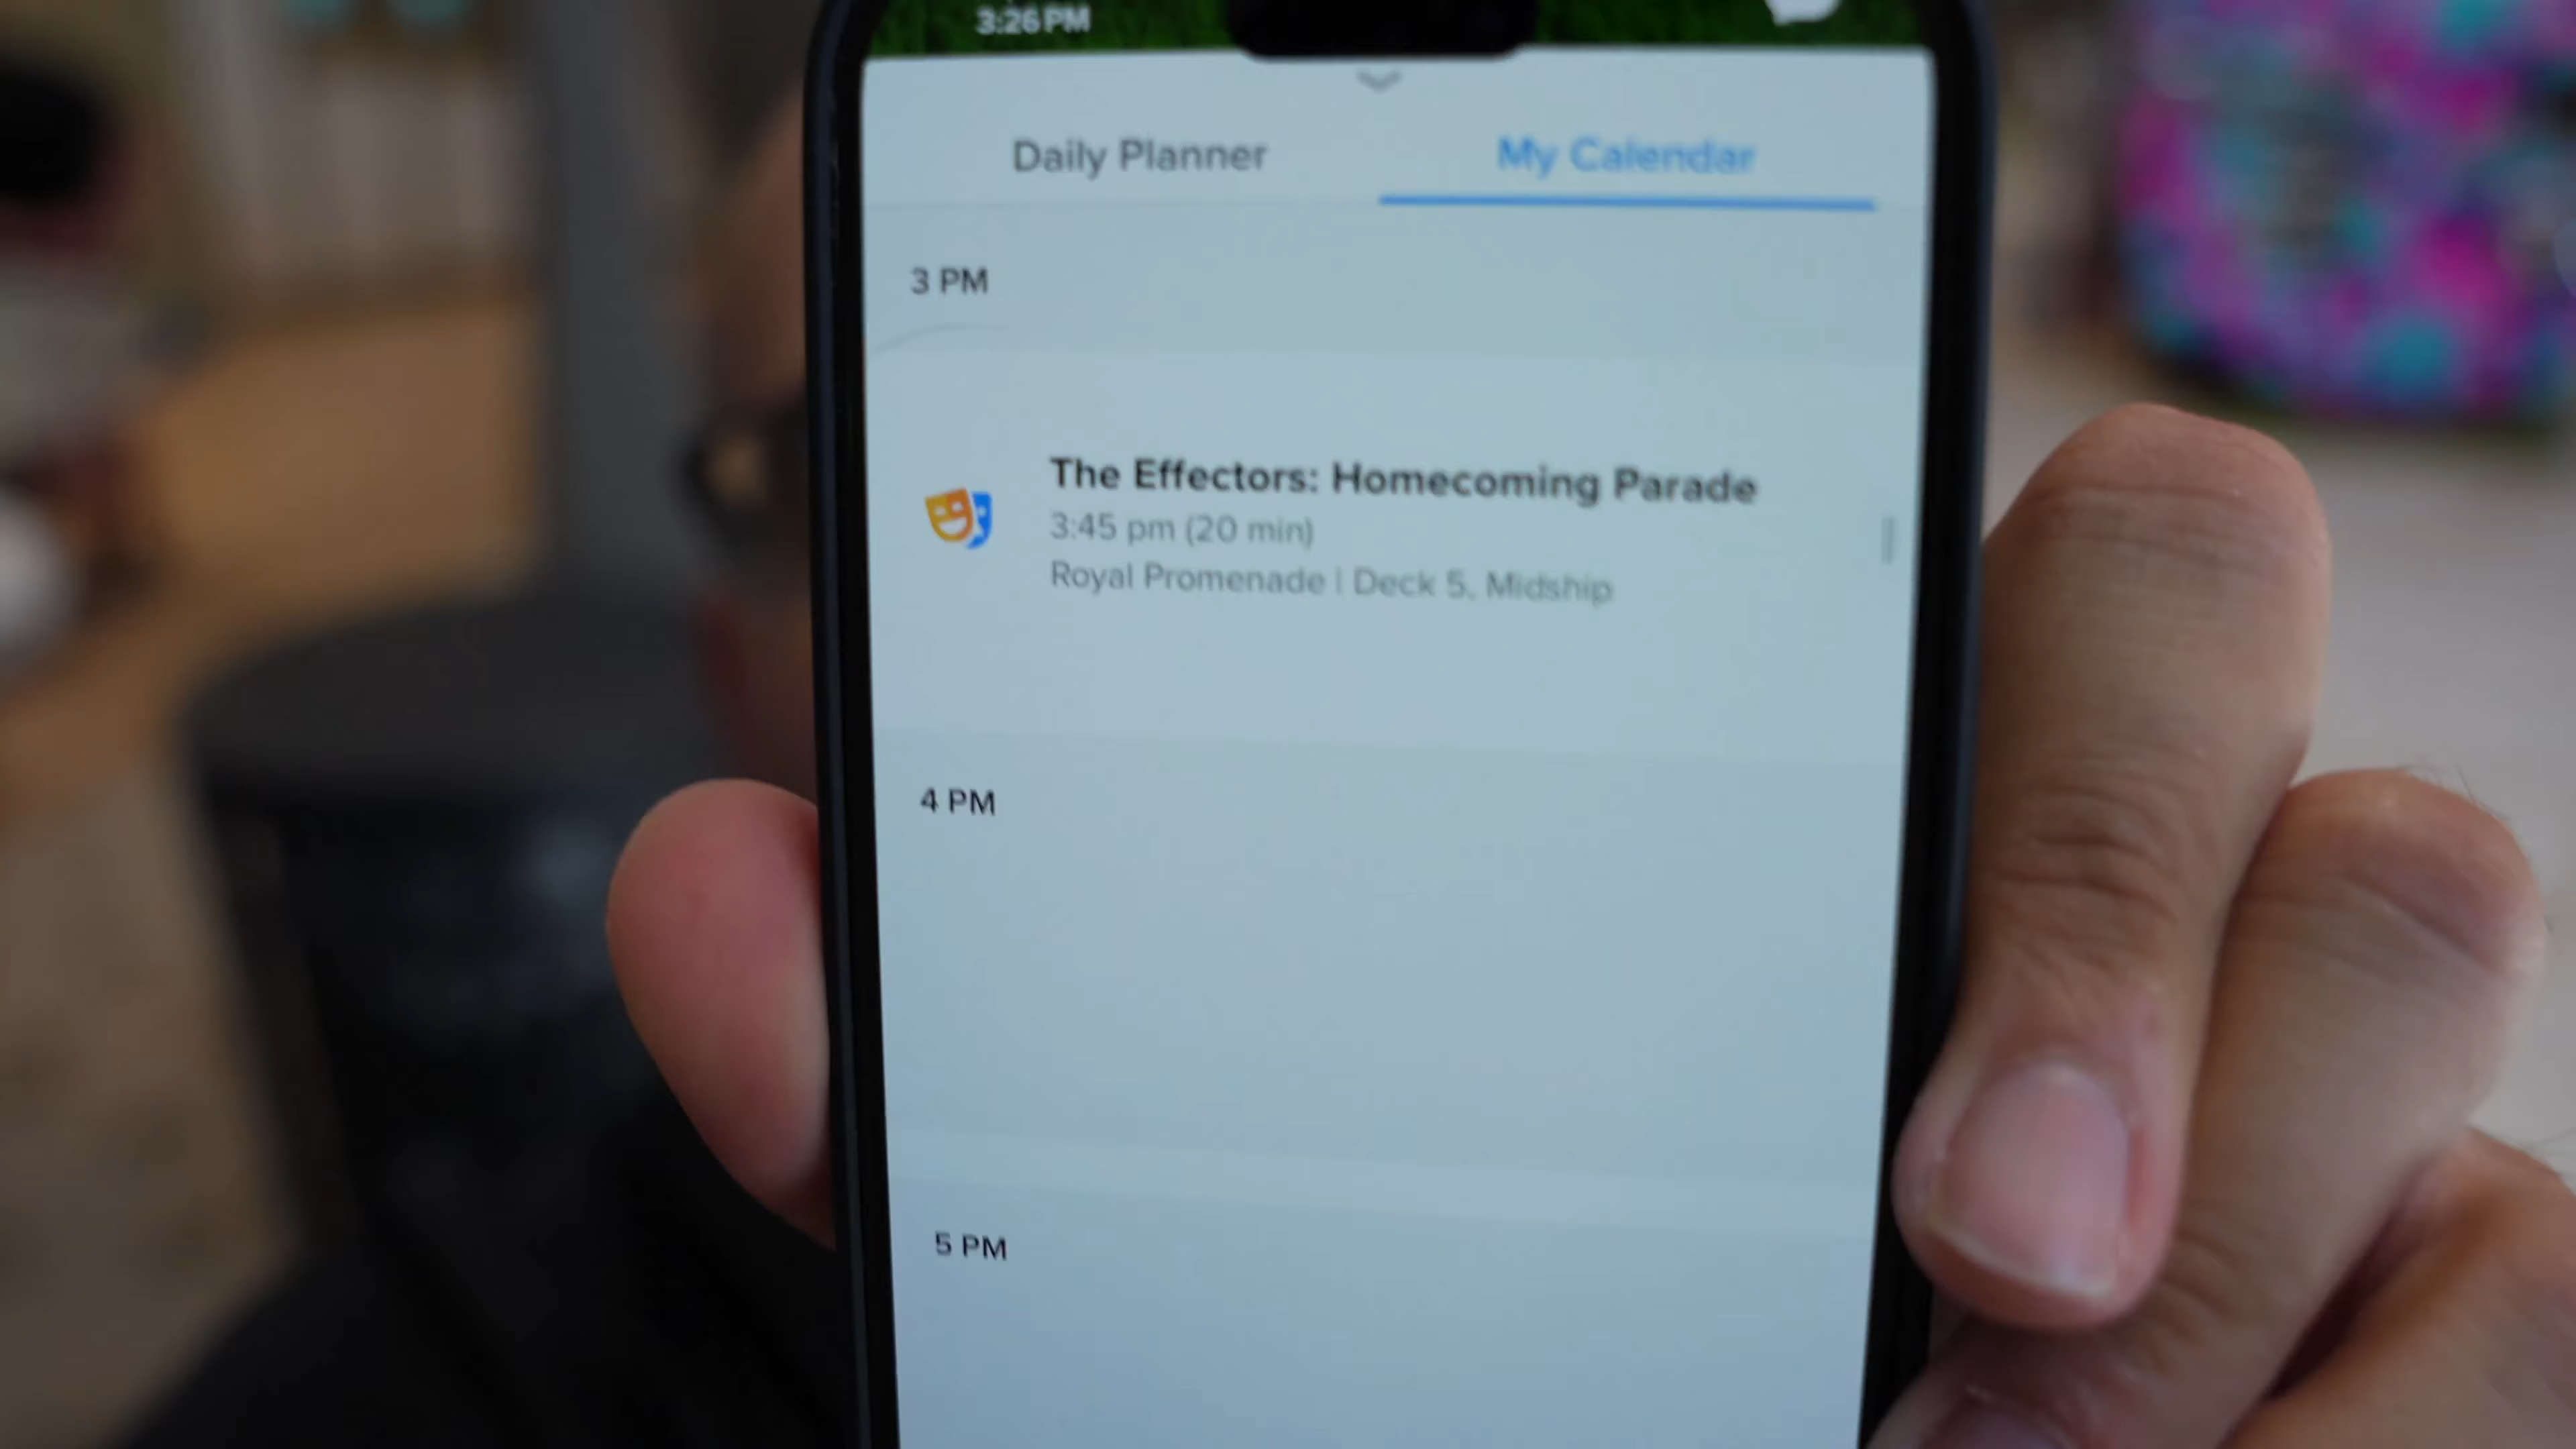 3:26 PM
Daily Planner
My Calendar
3 PM
The Effectors: Homecoming Parade
3:45 pm (20 min)
Royal Promenade | Deck 5, Midship
4 PM
5 PM